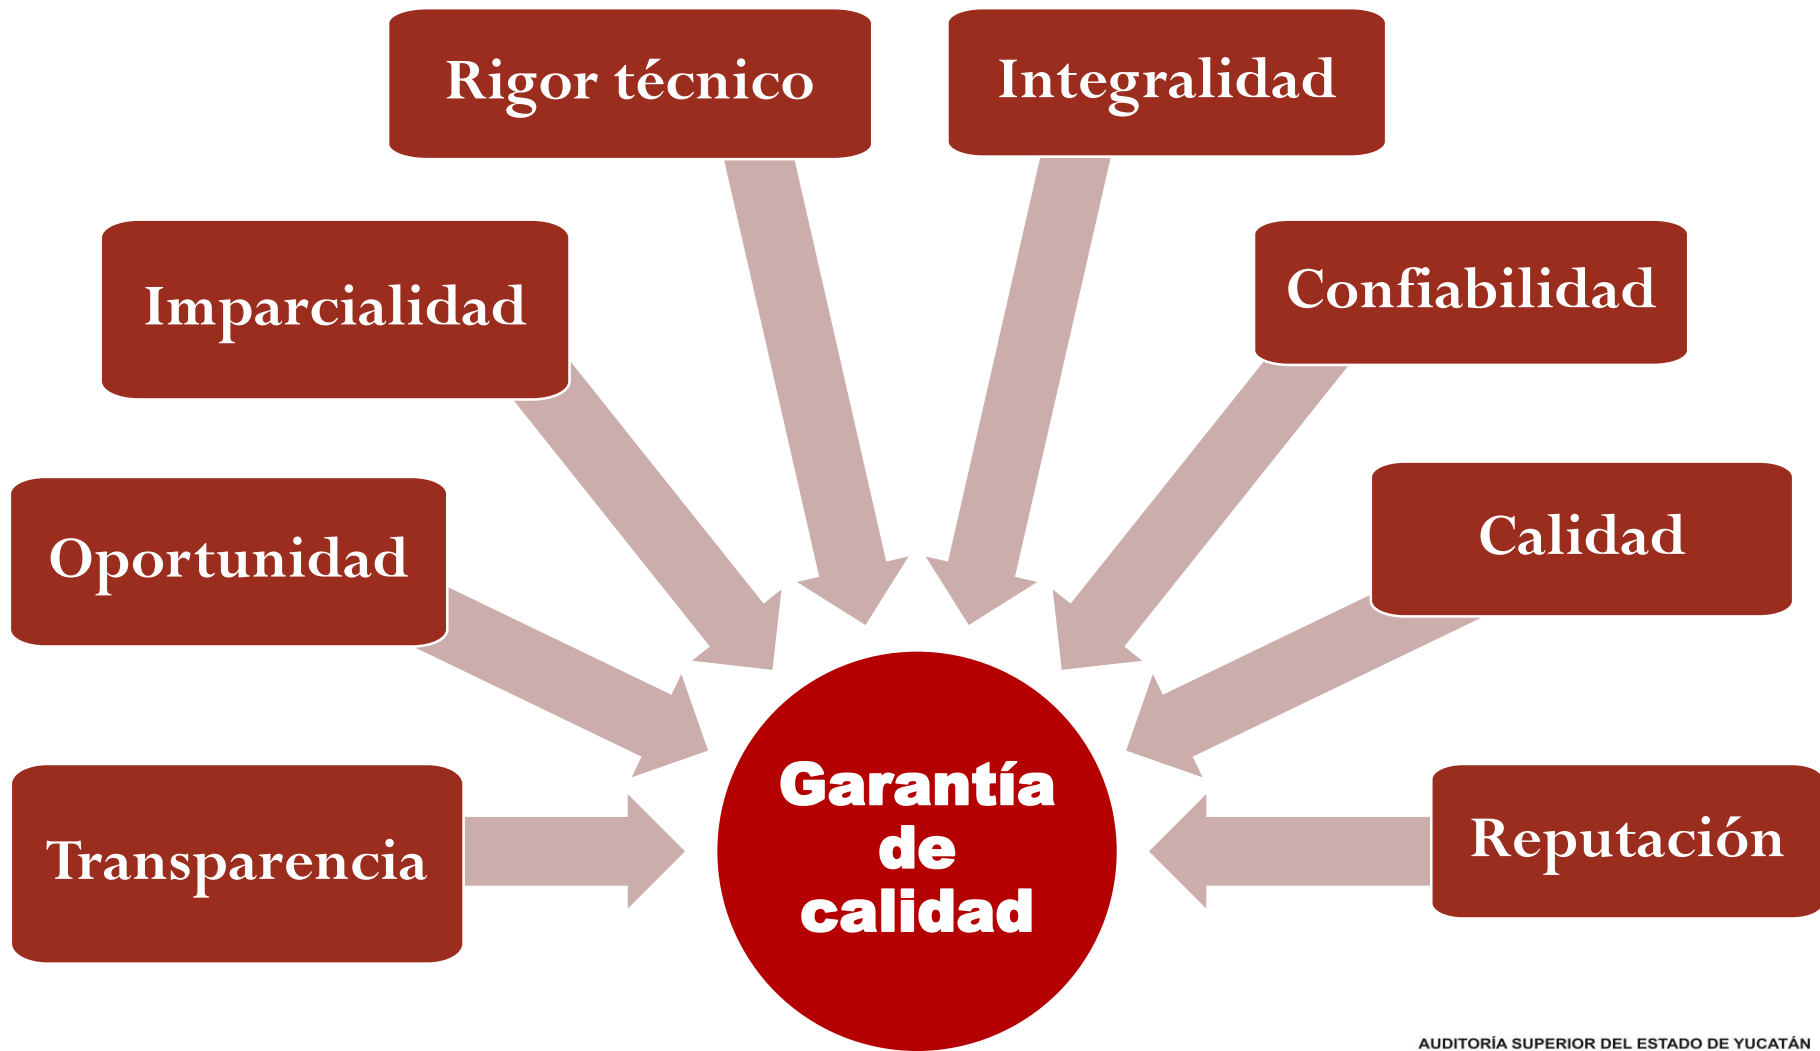 Rigor técnico
Integralidad
Imparcialidad
Confiabilidad
Oportunidad
Calidad
Transparencia
Reputación
Garantía
de
calidad
AUDITORÍA SUPERIOR DEL ESTADO DE YUCATÁN